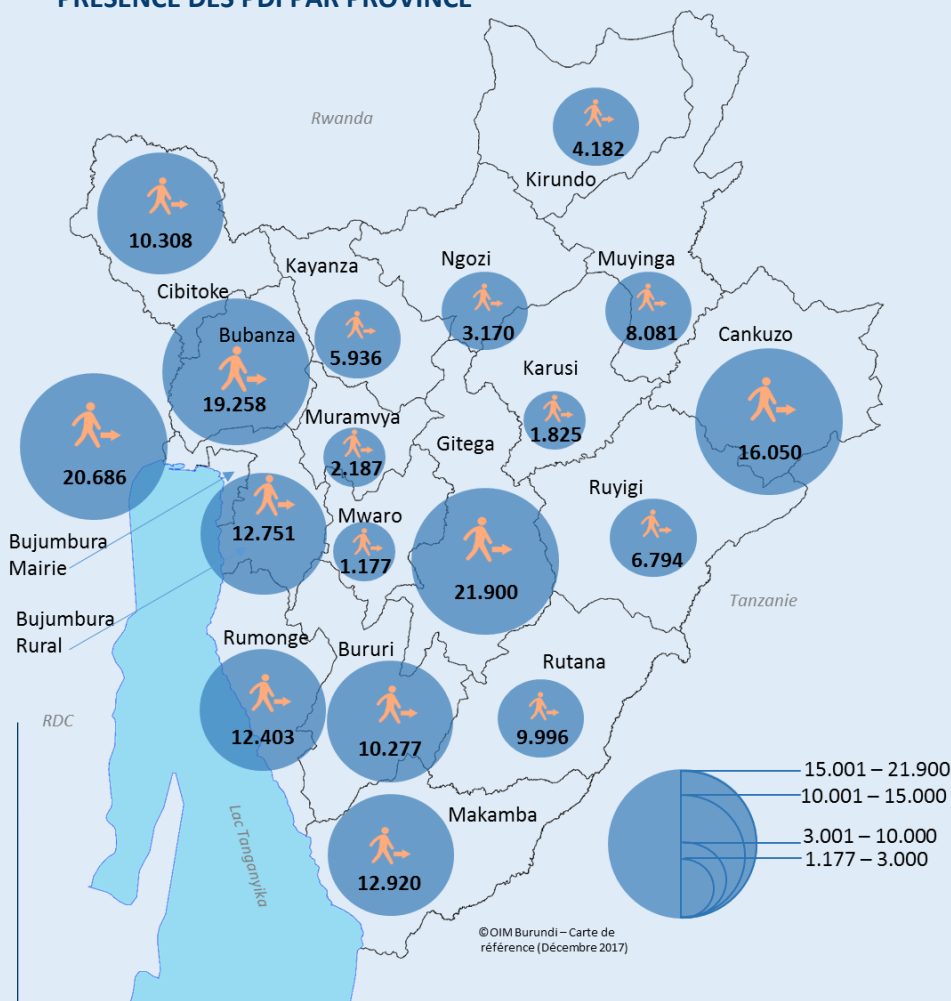 PRÉSENCE DES PDI PAR PROVINCE
Rwanda
4.182
Kirundo
10.308
Cibitoke
Kayanza
5.936
Ngozi
3.170
Muyinga
8.081
Cankuzo
16.050
Bubanza
19.258
Karusi
1.825
Muramvya
2.187
Gitega
21.900
20.686
Bujumbura
Mairie
12.751
Bujumbura
Rural
Mwaro
1.177
Ruyigi
6.794
Tanzanie
Rumonge
12.403
Bururi
10.277
Rutana
9.996
RDC
Lac Tanganyika
Makamba
12.920
15.001 – 21.900
10.001 – 15.000
3.001 – 10.000
1.177 – 3.000
©OIM Burundi – Carte de
référence (Décembre 2017)